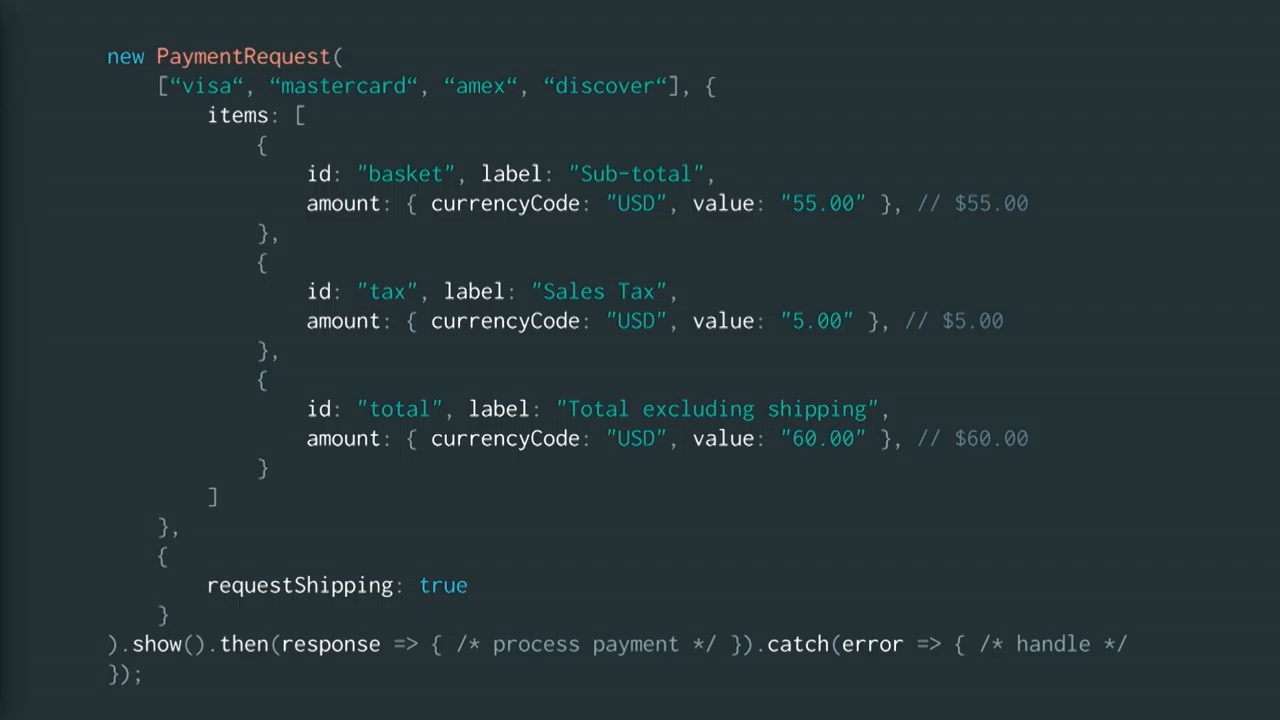 new PaymentRequest(
["visa", "mastercard", "amex", "discover"], {
items: [
{
id: "basket", label: "Sub-total",
amount: { currencyCode: "USD", value: "55.00" }, // $55.00
},
{
id: "tax", label: "Sales Tax",
amount: { currencyCode: "USD", value: "5.00" }, // $5.00
},
{
id: "total", label: "Total excluding shipping",
amount: { currencyCode: "USD", value: "60.00" }, // $60.00
}
]
},
{
requestShipping: true
}
).show().then(response => { /* process payment */ }).catch(error => { /* handle */
});